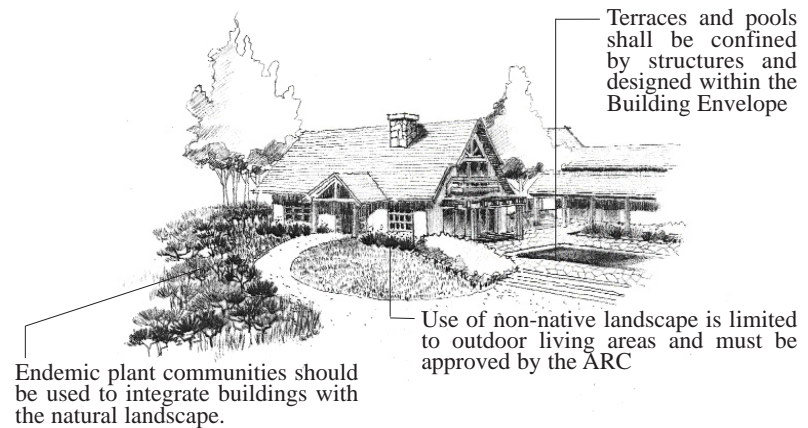 Terraces and pools
shall be confined
by structures and
designed within the
Building Envelope
Use of non-native landscape is limited
to outdoor living areas and must be
approved by the ARC
Endemic plant communities should
be used to integrate buildings with
the natural landscape.